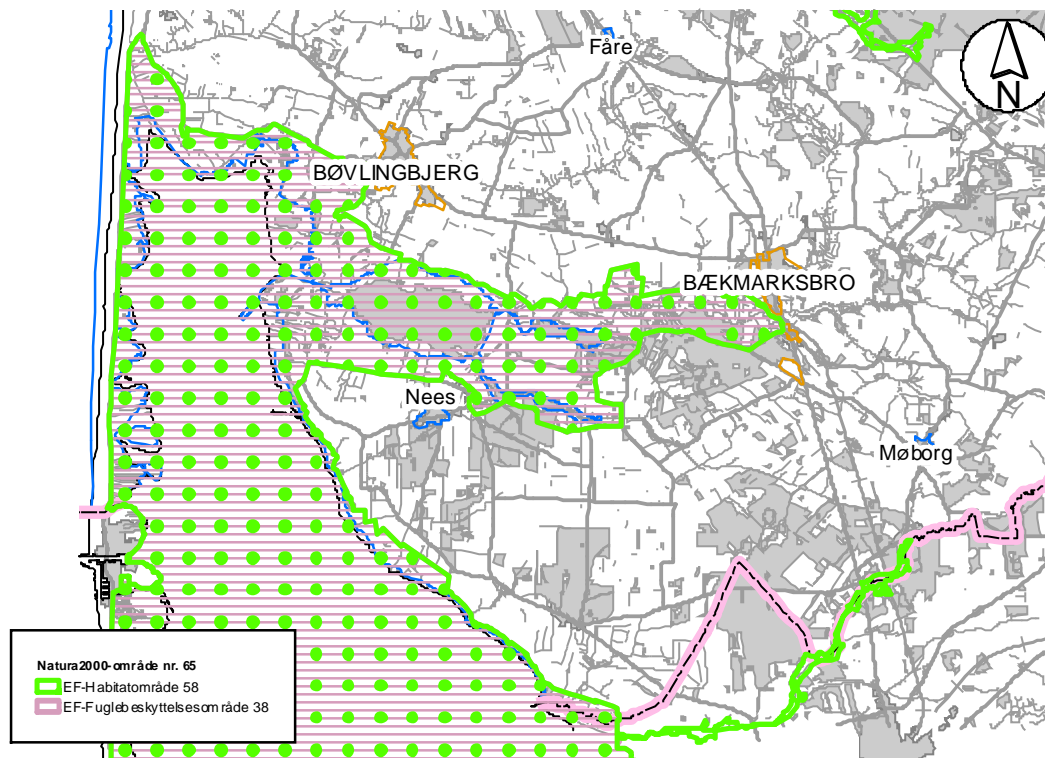 Fåre
N
BØVLINGBJERG
BÆKMARKSBRO
Nees
Møborg
Natura2000-område nr. 65
EF-Habitatområde 58
EF-Fuglebeskyttelsesområde 38